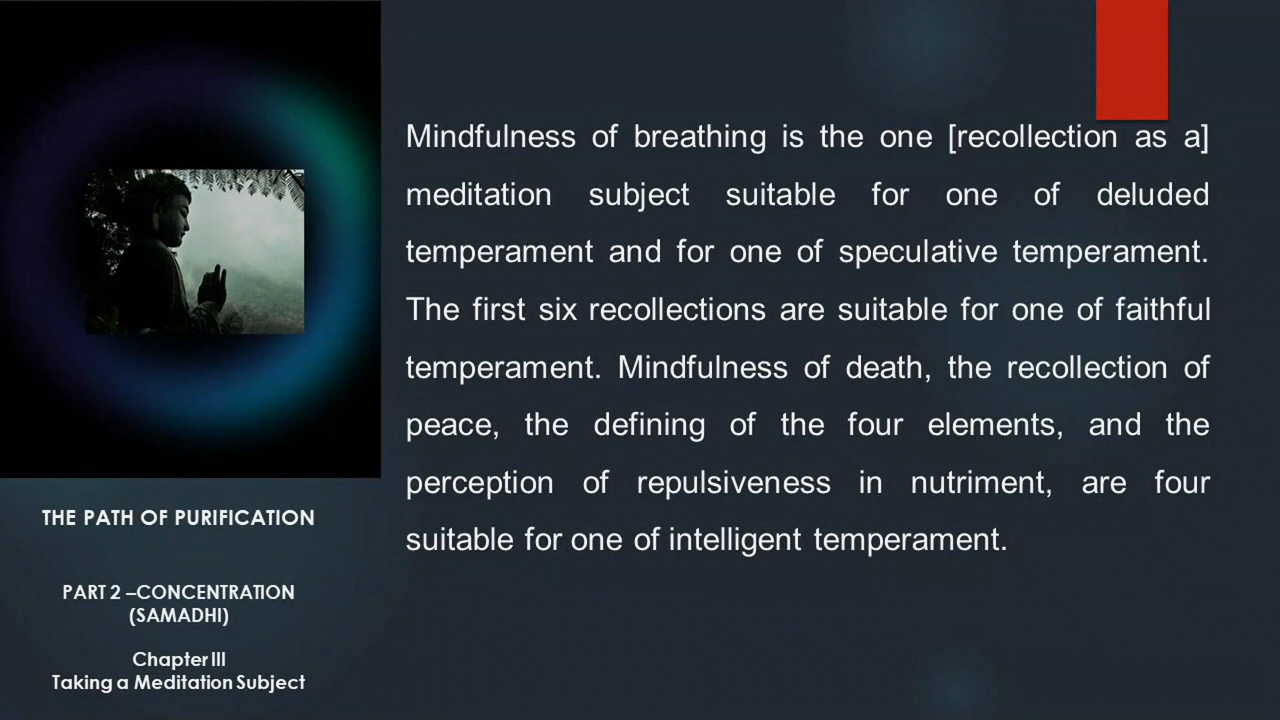 Mindfulness of breathing is the one [recollection as a]
meditation subject suitable for one of deluded
temperament and for one of speculative temperament.
The first six recollections are suitable for one of faithful
temperament. Mindfulness of death, the recollection of
peace, the defining of the four elements, and the
perception of repulsiveness in nutriment, are four
suitable for one of intelligent temperament.
THE PATH OF PURIFICATION
PART 2 –CONCENTRATION
(SAMADHI)
Chapter III
Taking a Meditation Subject